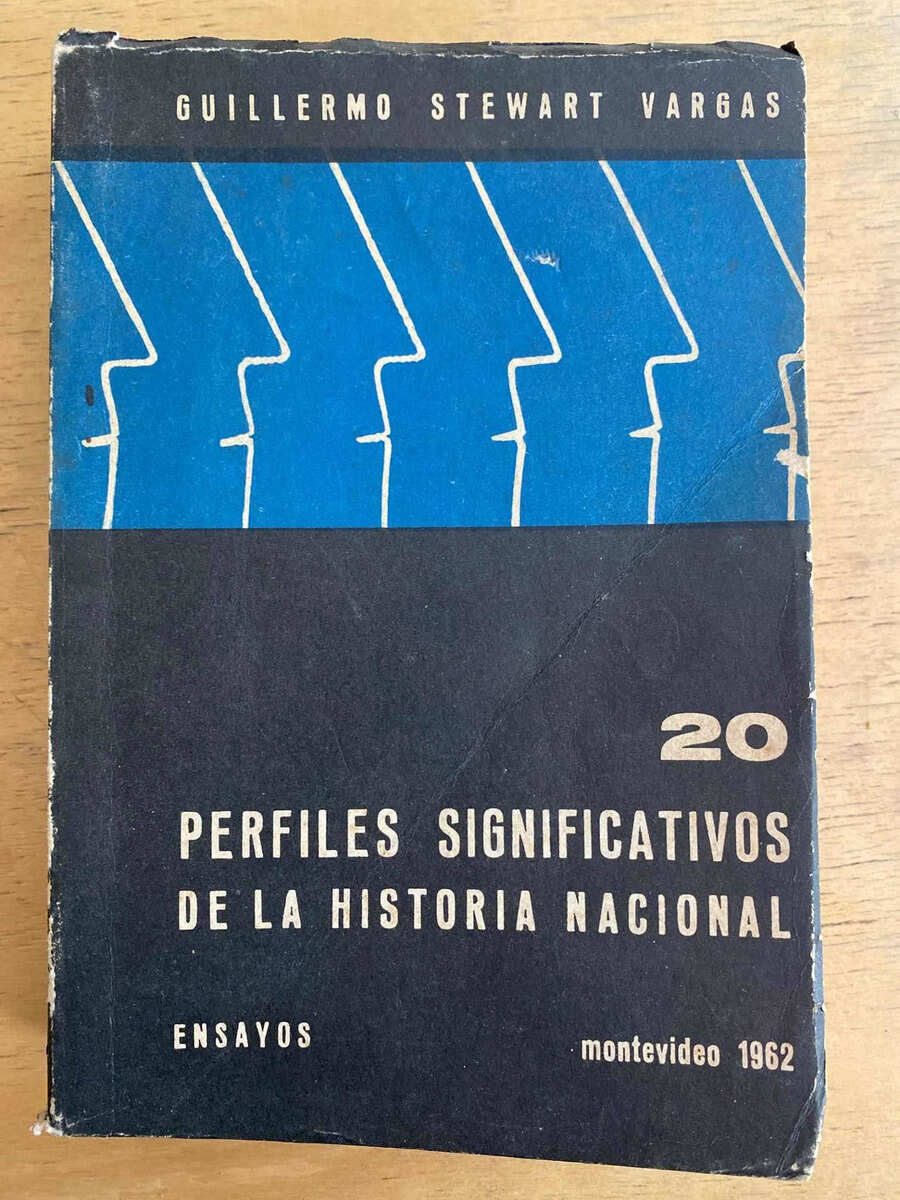 GUILLERMO STEWART VARGAS
20
PERFILES SIGNIFICATIVOS
DE LA HISTORIA NACIONAL
ENSAYOS
montevideo 1962